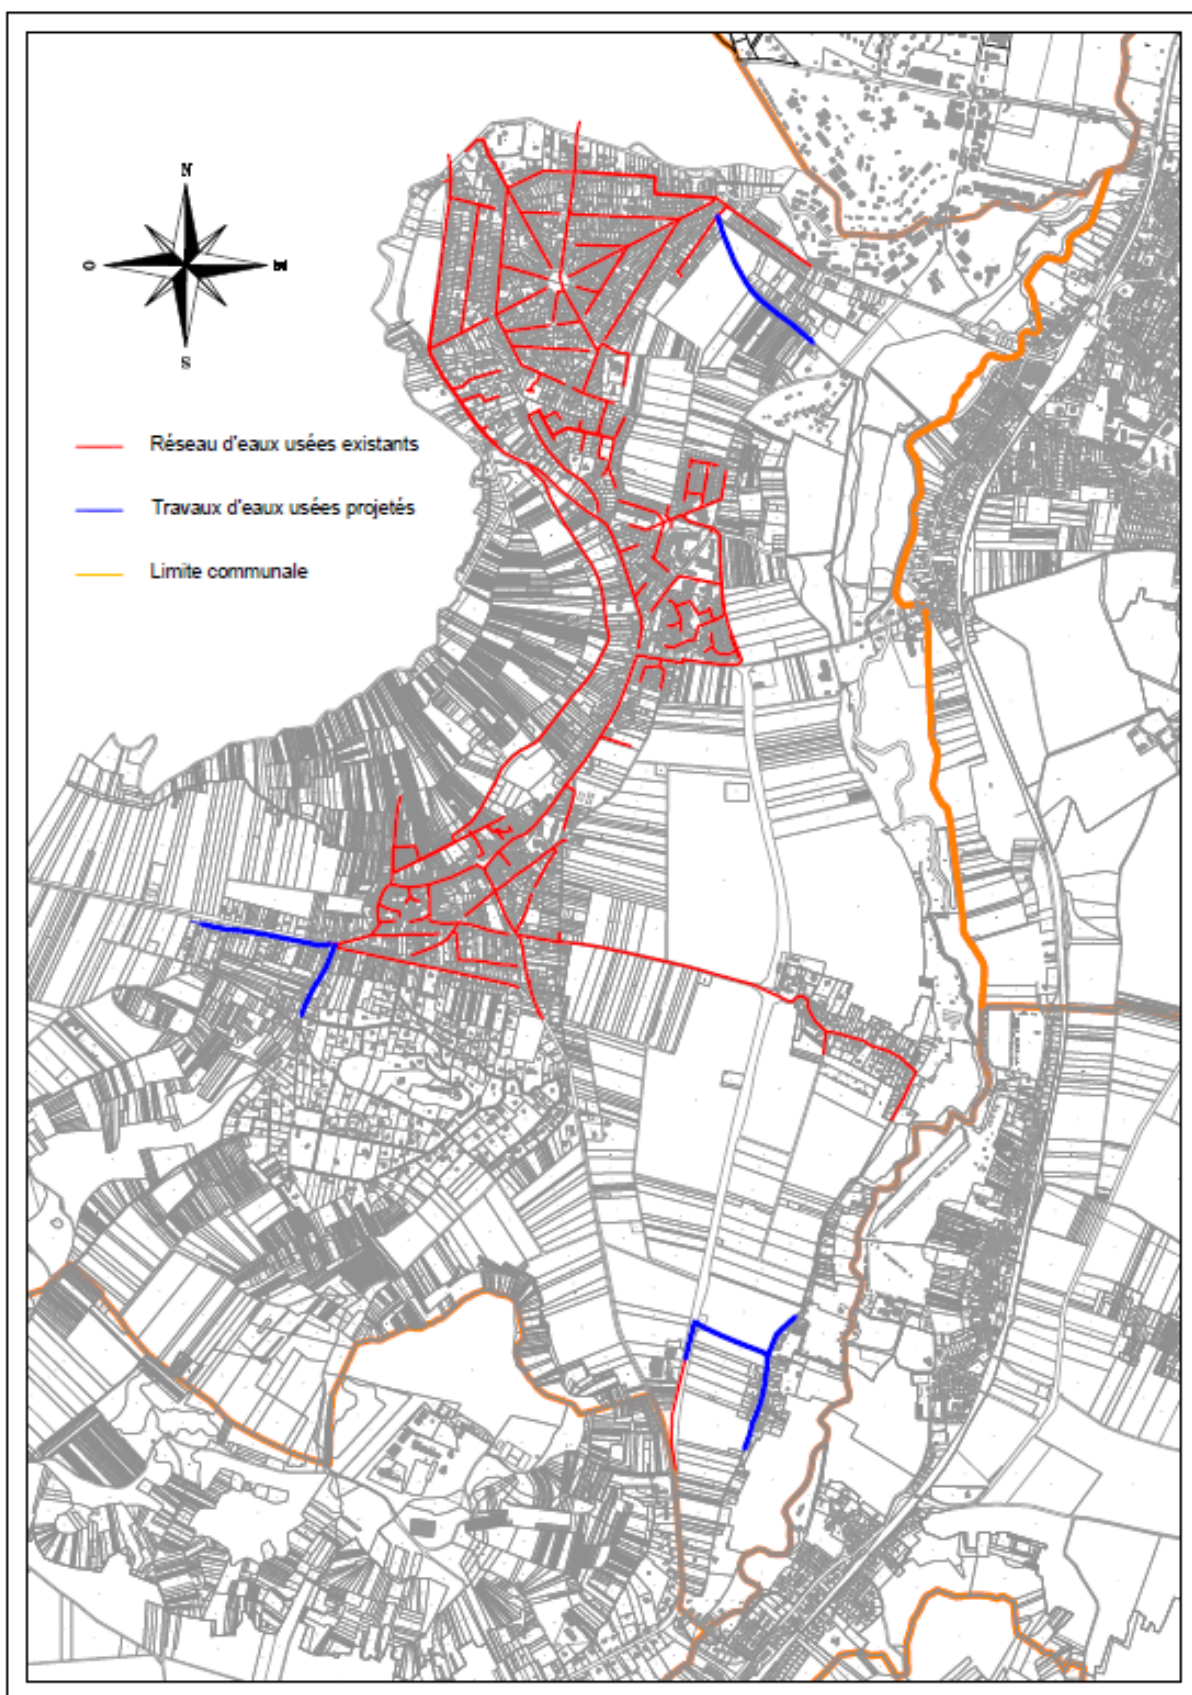 N
O
E
S
Réseau d'eaux usées existants
Travaux d'eaux usées projetés
Limite communale